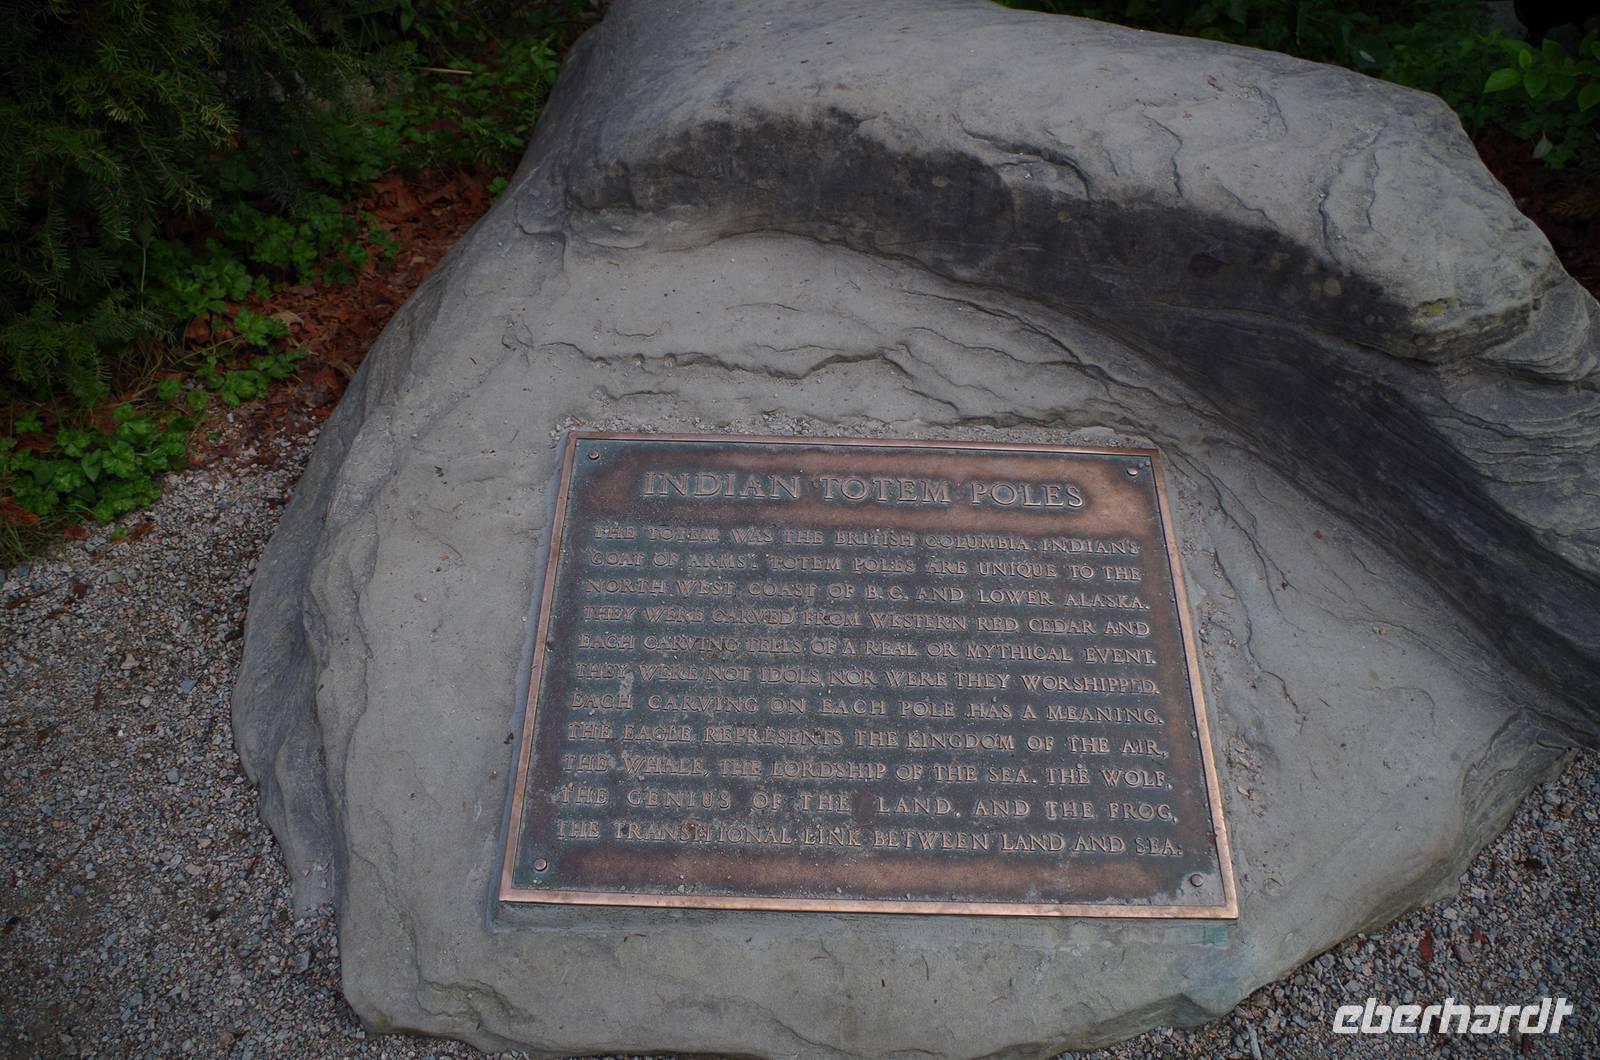 INDIAN TOTEM POLES
THE TOTEM WAS THE BRITISH COLUMBIA INDIAN'S
COAT OF ARMS. TOTEM POLES ARE UNIQUE TO THE
NORTH WEST COAST OF B.C. AND LOWER ALASKA.
THEY WERE CARVED FROM WESTERN RED CEDAR AND
EACH CARVING TELLS OF A REAL OR MYTHICAL EVENT.
THEY WERE NOT IDOLS, NOR WERE THEY WORSHIPPED.
EACH CARVING ON EACH POLE HAS A MEANING.
THE EAGLE REPRESENTS THE KINGDOM OF THE AIR,
THE WHALE, THE LORDSHIP OF THE SEA. THE WOLF,
THE GENIUS OF THE LAND, AND THE FROG,
THE TRANSITIONAL LINK BETWEEN LAND AND SEA.
eberhardt